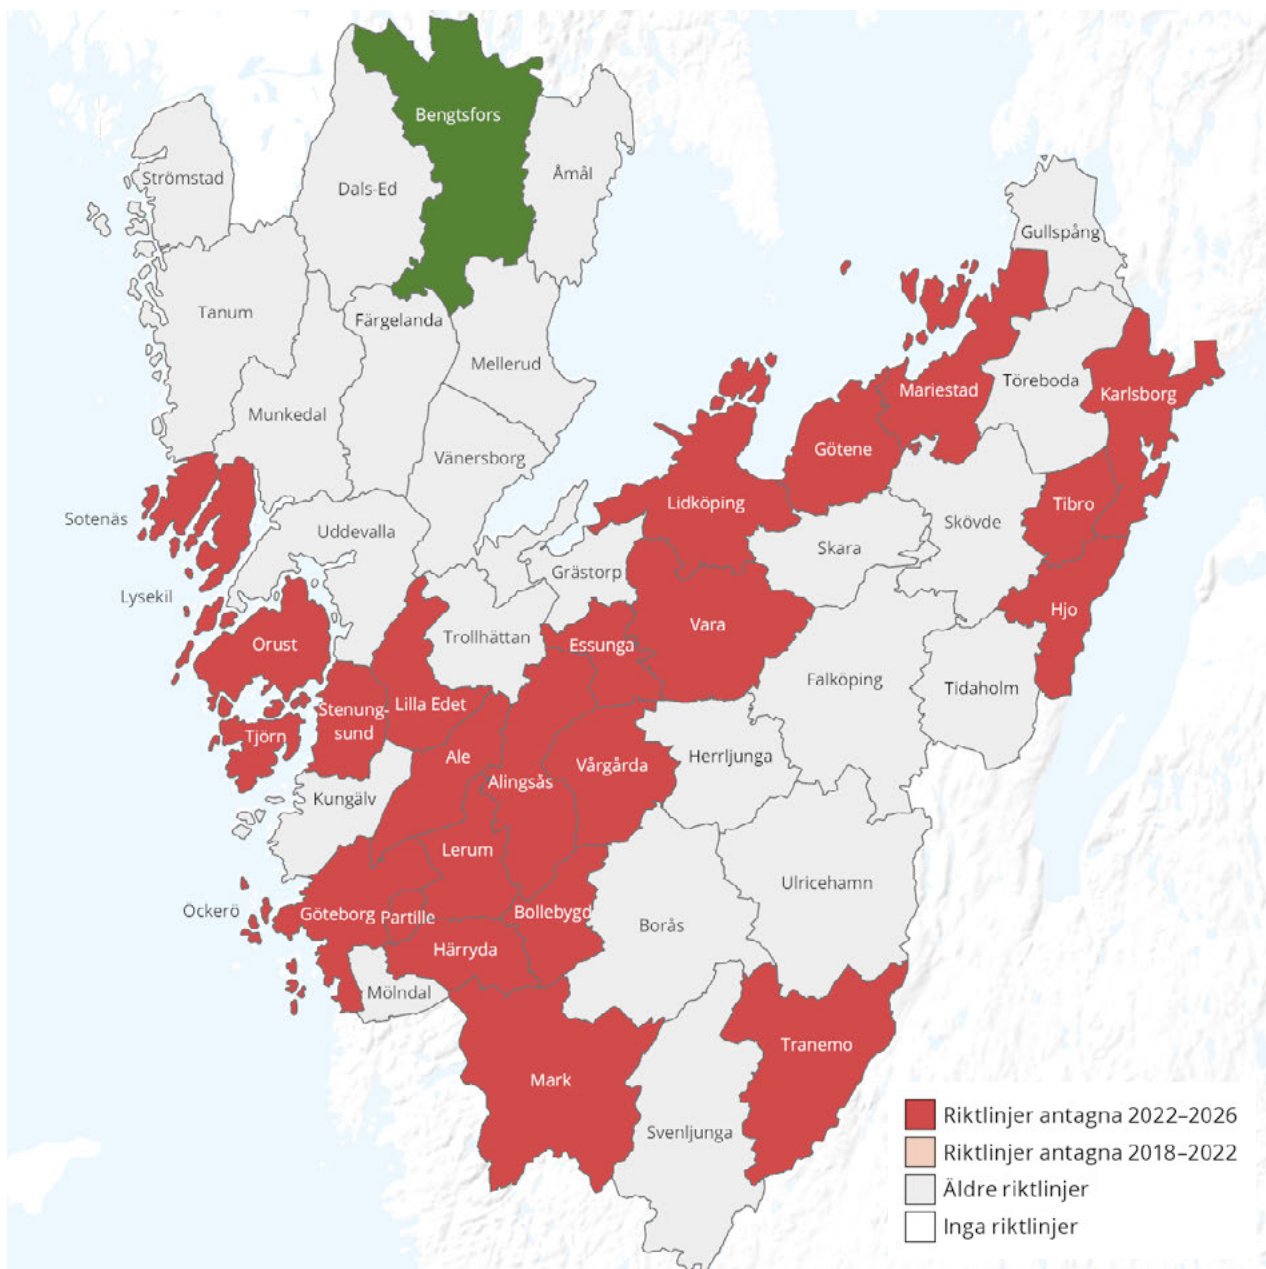 Bengtsfors
Strömstad
Dals-Ed
Åmål
Gullspång
Tanum
Färgelanda
Mellerud
Töreboda
Mariestad
Karlsborg
Munkedal
Götene
Vänersborg
Lidköping
Tibro
Sotenäs
Uddevalla
Skövde
Skara
Grästorp
Lysekil
Hjo
Vara
Trollhättan
Orust
Essunga
Falköping
Tidaholm
Lilla Edet
Stenung-
sund
Tjörn
Ale
Herrljunga
Vårgårda
Alingsås
Kungälv
Lerum
Ulricehamn
Öckerö
Göteborg
Partille
Bollebygd
Borås
Härryda
Mölndal
Tranemo
Mark
Svenljunga
Riktlinjer antagna 2022–2026
Riktlinjer antagna 2018–2022
Äldre riktlinjer
Inga riktlinjer